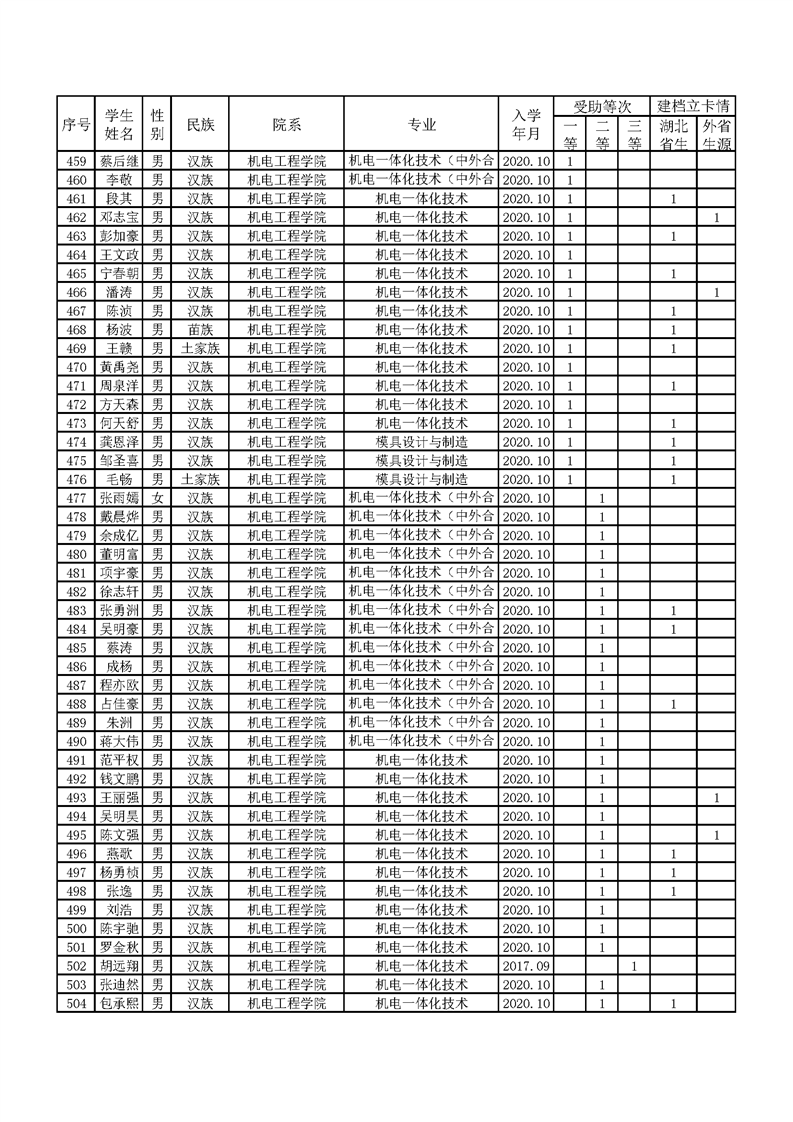 序号 学生姓名 性别 民族 院系 专业 入学年月 受助等次 建档立卡情
一等 二等 三等 湖北省生 外省生源
459 蔡后继 男 汉族 机电工程学院 机电一体化技术（中外合 2020.10 1
460 李敬 男 汉族 机电工程学院 机电一体化技术（中外合 2020.10 1
461 段其 男 汉族 机电工程学院 机电一体化技术 2020.10 1 1
462 邓志宝 男 汉族 机电工程学院 机电一体化技术 2020.10 1 1
463 彭加豪 男 汉族 机电工程学院 机电一体化技术 2020.10 1 1
464 王文政 男 汉族 机电工程学院 机电一体化技术 2020.10 1
465 宁春朝 男 汉族 机电工程学院 机电一体化技术 2020.10 1 1
466 潘涛 男 汉族 机电工程学院 机电一体化技术 2020.10 1 1
467 陈浈 男 汉族 机电工程学院 机电一体化技术 2020.10 1 1
468 杨波 男 苗族 机电工程学院 机电一体化技术 2020.10 1 1
469 王赣 男 土家族 机电工程学院 机电一体化技术 2020.10 1 1
470 黄禹尧 男 汉族 机电工程学院 机电一体化技术 2020.10 1
471 周泉洋 男 汉族 机电工程学院 机电一体化技术 2020.10 1 1
472 方天森 男 汉族 机电工程学院 机电一体化技术 2020.10 1
473 何天舒 男 汉族 机电工程学院 机电一体化技术 2020.10 1 1
474 龚恩泽 男 汉族 机电工程学院 模具设计与制造 2020.10 1 1
475 邹圣喜 男 汉族 机电工程学院 模具设计与制造 2020.10 1 1
476 毛畅 男 土家族 机电工程学院 模具设计与制造 2020.10 1 1
477 张雨嫣 女 汉族 机电工程学院 机电一体化技术（中外合 2020.10 1
478 戴晨烨 男 汉族 机电工程学院 机电一体化技术（中外合 2020.10 1
479 余成亿 男 汉族 机电工程学院 机电一体化技术（中外合 2020.10 1
480 董明富 男 汉族 机电工程学院 机电一体化技术（中外合 2020.10 1
481 项宇豪 男 汉族 机电工程学院 机电一体化技术（中外合 2020.10 1
482 徐志轩 男 汉族 机电工程学院 机电一体化技术（中外合 2020.10 1
483 张勇洲 男 汉族 机电工程学院 机电一体化技术（中外合 2020.10 1 1
484 吴明豪 男 汉族 机电工程学院 机电一体化技术（中外合 2020.10 1 1
485 蔡涛 男 汉族 机电工程学院 机电一体化技术（中外合 2020.10 1
486 成杨 男 汉族 机电工程学院 机电一体化技术（中外合 2020.10 1
487 程亦欧 男 汉族 机电工程学院 机电一体化技术（中外合 2020.10 1
488 占佳豪 男 汉族 机电工程学院 机电一体化技术（中外合 2020.10 1 1
489 朱洲 男 汉族 机电工程学院 机电一体化技术（中外合 2020.10 1
490 蒋大伟 男 汉族 机电工程学院 机电一体化技术（中外合 2020.10 1
491 范平权 男 汉族 机电工程学院 机电一体化技术 2020.10 1
492 钱文鹏 男 汉族 机电工程学院 机电一体化技术 2020.10 1
493 王丽强 男 汉族 机电工程学院 机电一体化技术 2020.10 1 1
494 吴明昊 男 汉族 机电工程学院 机电一体化技术 2020.10 1
495 陈文强 男 汉族 机电工程学院 机电一体化技术 2020.10 1 1
496 燕歌 男 汉族 机电工程学院 机电一体化技术 2020.10 1 1
497 杨勇桢 男 汉族 机电工程学院 机电一体化技术 2020.10 1 1
498 张逸 男 汉族 机电工程学院 机电一体化技术 2020.10 1 1
499 刘浩 男 汉族 机电工程学院 机电一体化技术 2020.10 1
500 陈宇驰 男 汉族 机电工程学院 机电一体化技术 2020.10 1
501 罗金秋 男 汉族 机电工程学院 机电一体化技术 2020.10 1
502 胡远翔 男 汉族 机电工程学院 机电一体化技术 2017.09 1
503 张迪然 男 汉族 机电工程学院 机电一体化技术 2020.10 1
504 包承熙 男 汉族 机电工程学院 机电一体化技术 2020.10 1 1